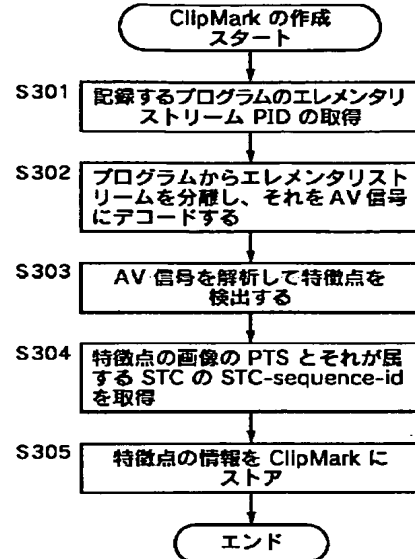 ClipMark の作成
スタート
S301
記録するプログラムのエレメンタリ
ストリーム PID の取得
S302
プログラムからエレメンタリスト
リームを分離し、それを AV 信号
にデコードする
S303
AV 信号を解析して特徴点を
検出する
S304
特徴点の画像の PTS とそれが属
する STC の STC-sequence-id
を取得
S305
特徴点の情報を ClipMark に
ストア
エンド